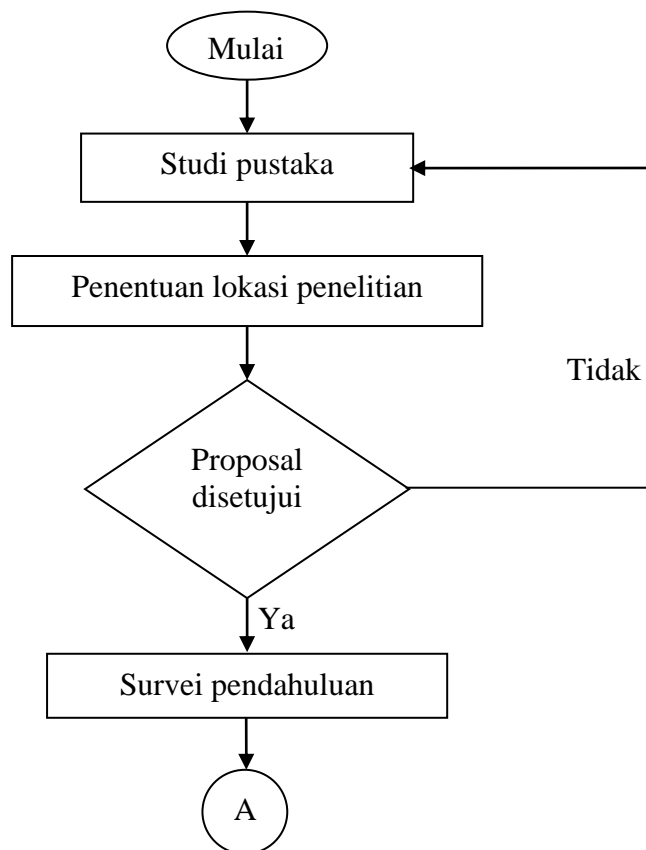 Mulai
Studi pustaka
Penentuan lokasi penelitian
Tidak
Proposal
disetujui
Ya
Survei pendahuluan
A